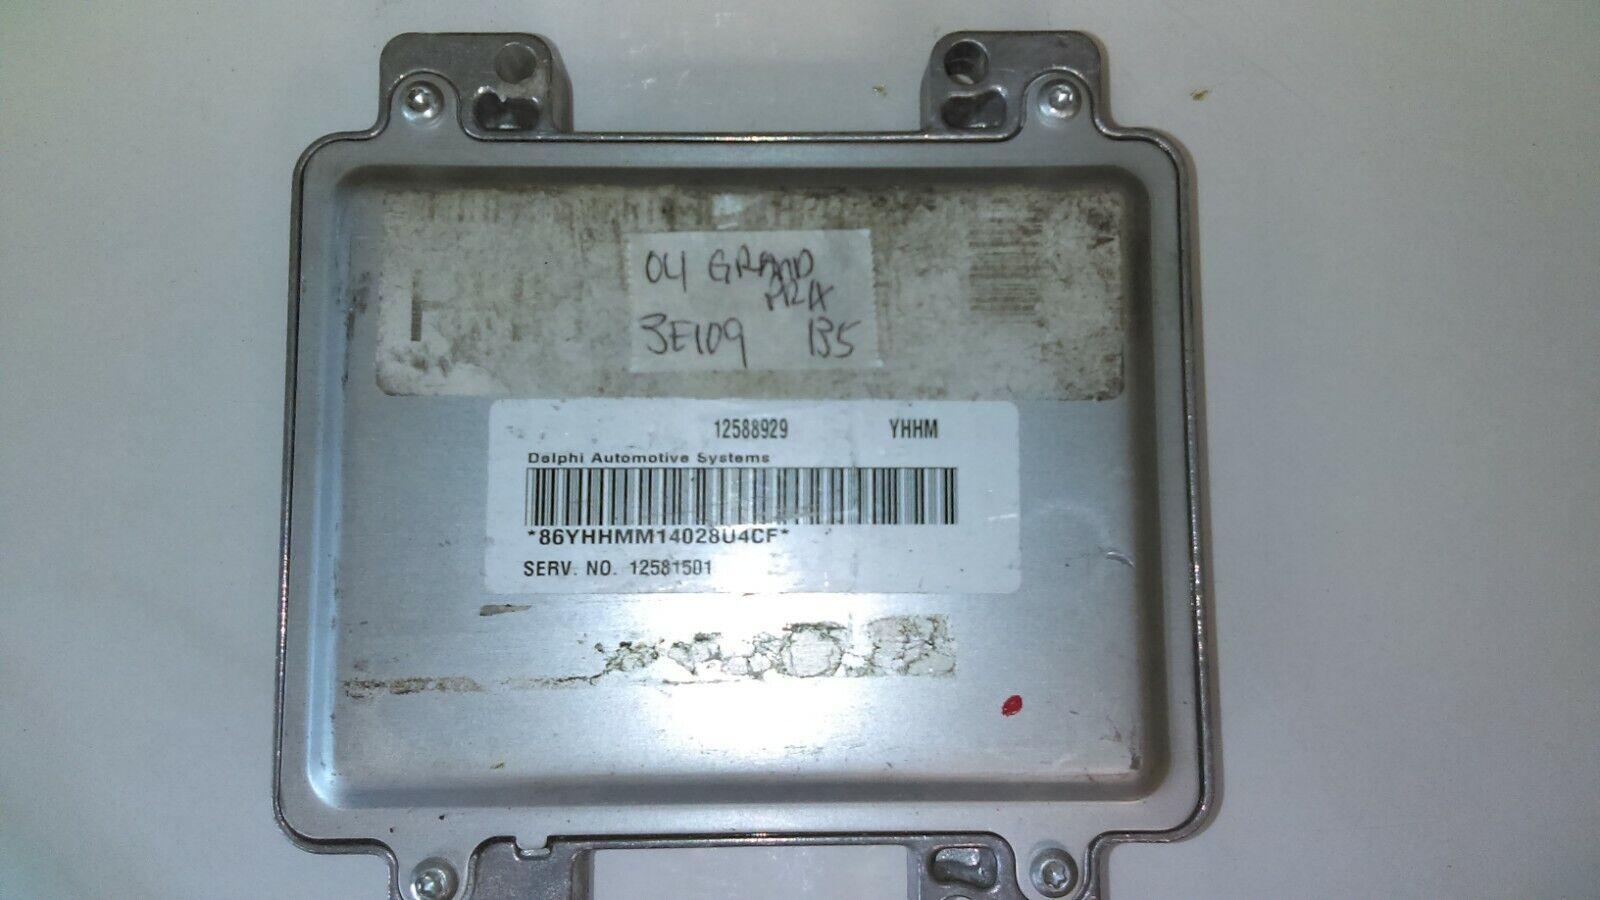 04 GRAND
PRIX
3E109 135
12588929 YHHM
Delphi Automotive Systems
*86YHHMM14028U4CF*
SERV. NO. 12581501